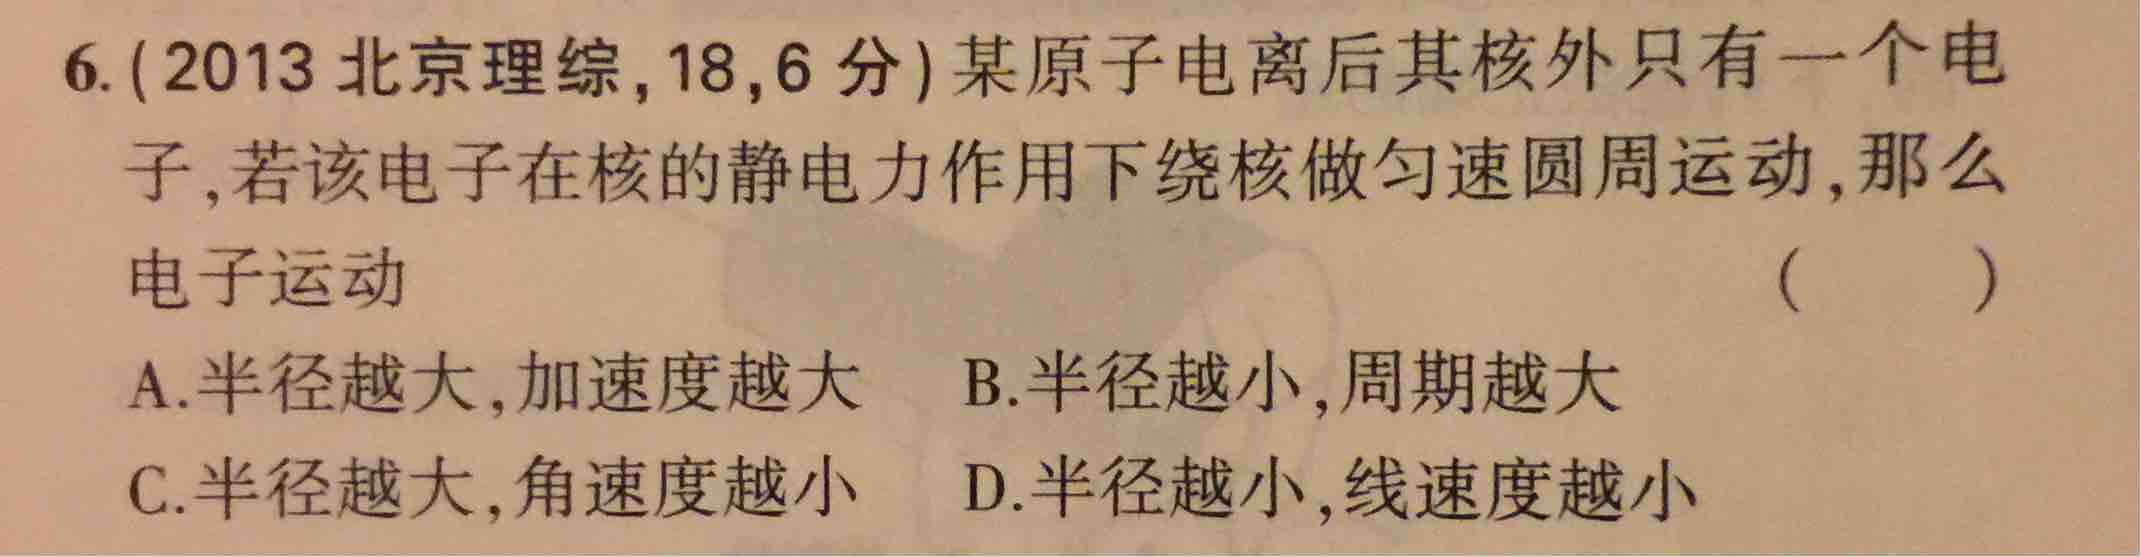 6.(2013 北京理综,18,6 分)某原子电离后其核外只有一个电
子,若该电子在核的静电力作用下绕核做匀速圆周运动,那么
电子运动 ( )
A.半径越大,加速度越大 B.半径越小,周期越大
C.半径越大,角速度越小 D.半径越小,线速度越小